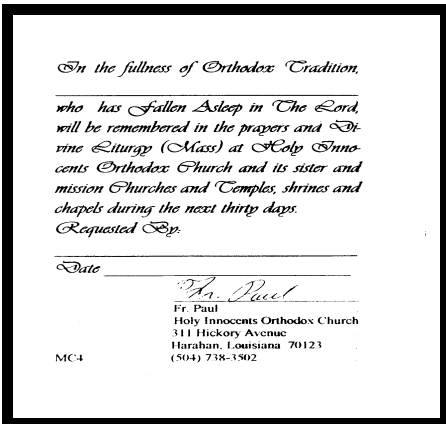 In the fullness of Orthodox Tradition,
who has Fallen Asleep in The Lord,
will be remembered in the prayers and Di-
vine Liturgy (Mass) at Holy Inno-
cents Orthodox Church and its sister and
mission Churches and Temples, shrines and
chapels during the next thirty days.
Requested By:
Date
Fr. Paul
Fr. Paul
Holy Innocents Orthodox Church
311 Hickory Avenue
Harahan, Louisiana 70123
MC4 (504) 738-3502